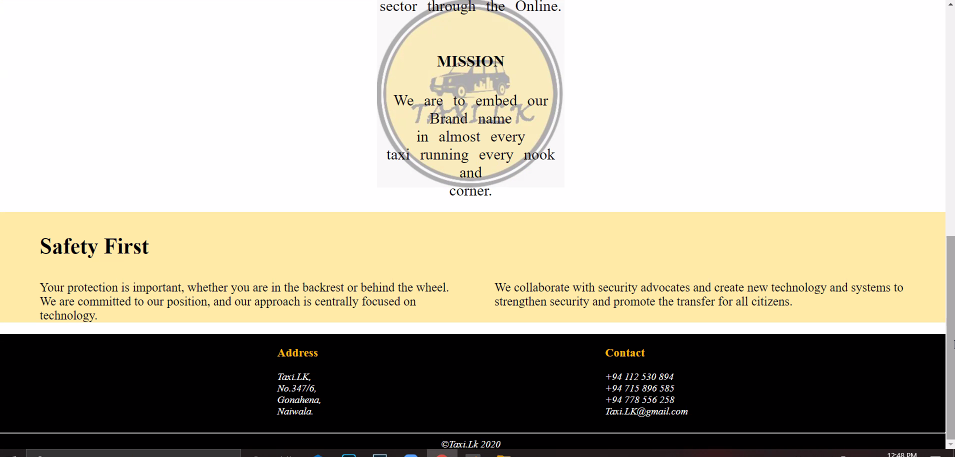 sector through the Online.
MISSION
We are to embed our
Brand name
in almost every
taxi running every nook
and
corner.
TAXI.LK
Safety First
Your protection is important, whether you are in the backrest or behind the wheel.
We are committed to our position, and our approach is centrally focused on
technology.
We collaborate with security advocates and create new technology and systems to
strengthen security and promote the transfer for all citizens.
Address
Taxi.LK,
No.347/6,
Gonahena,
Naiwala.
Contact
+94 112 530 894
+94 715 896 585
+94 778 556 258
Taxi.LK@gmail.com
©Taxi.Lk 2020
12:48 PM